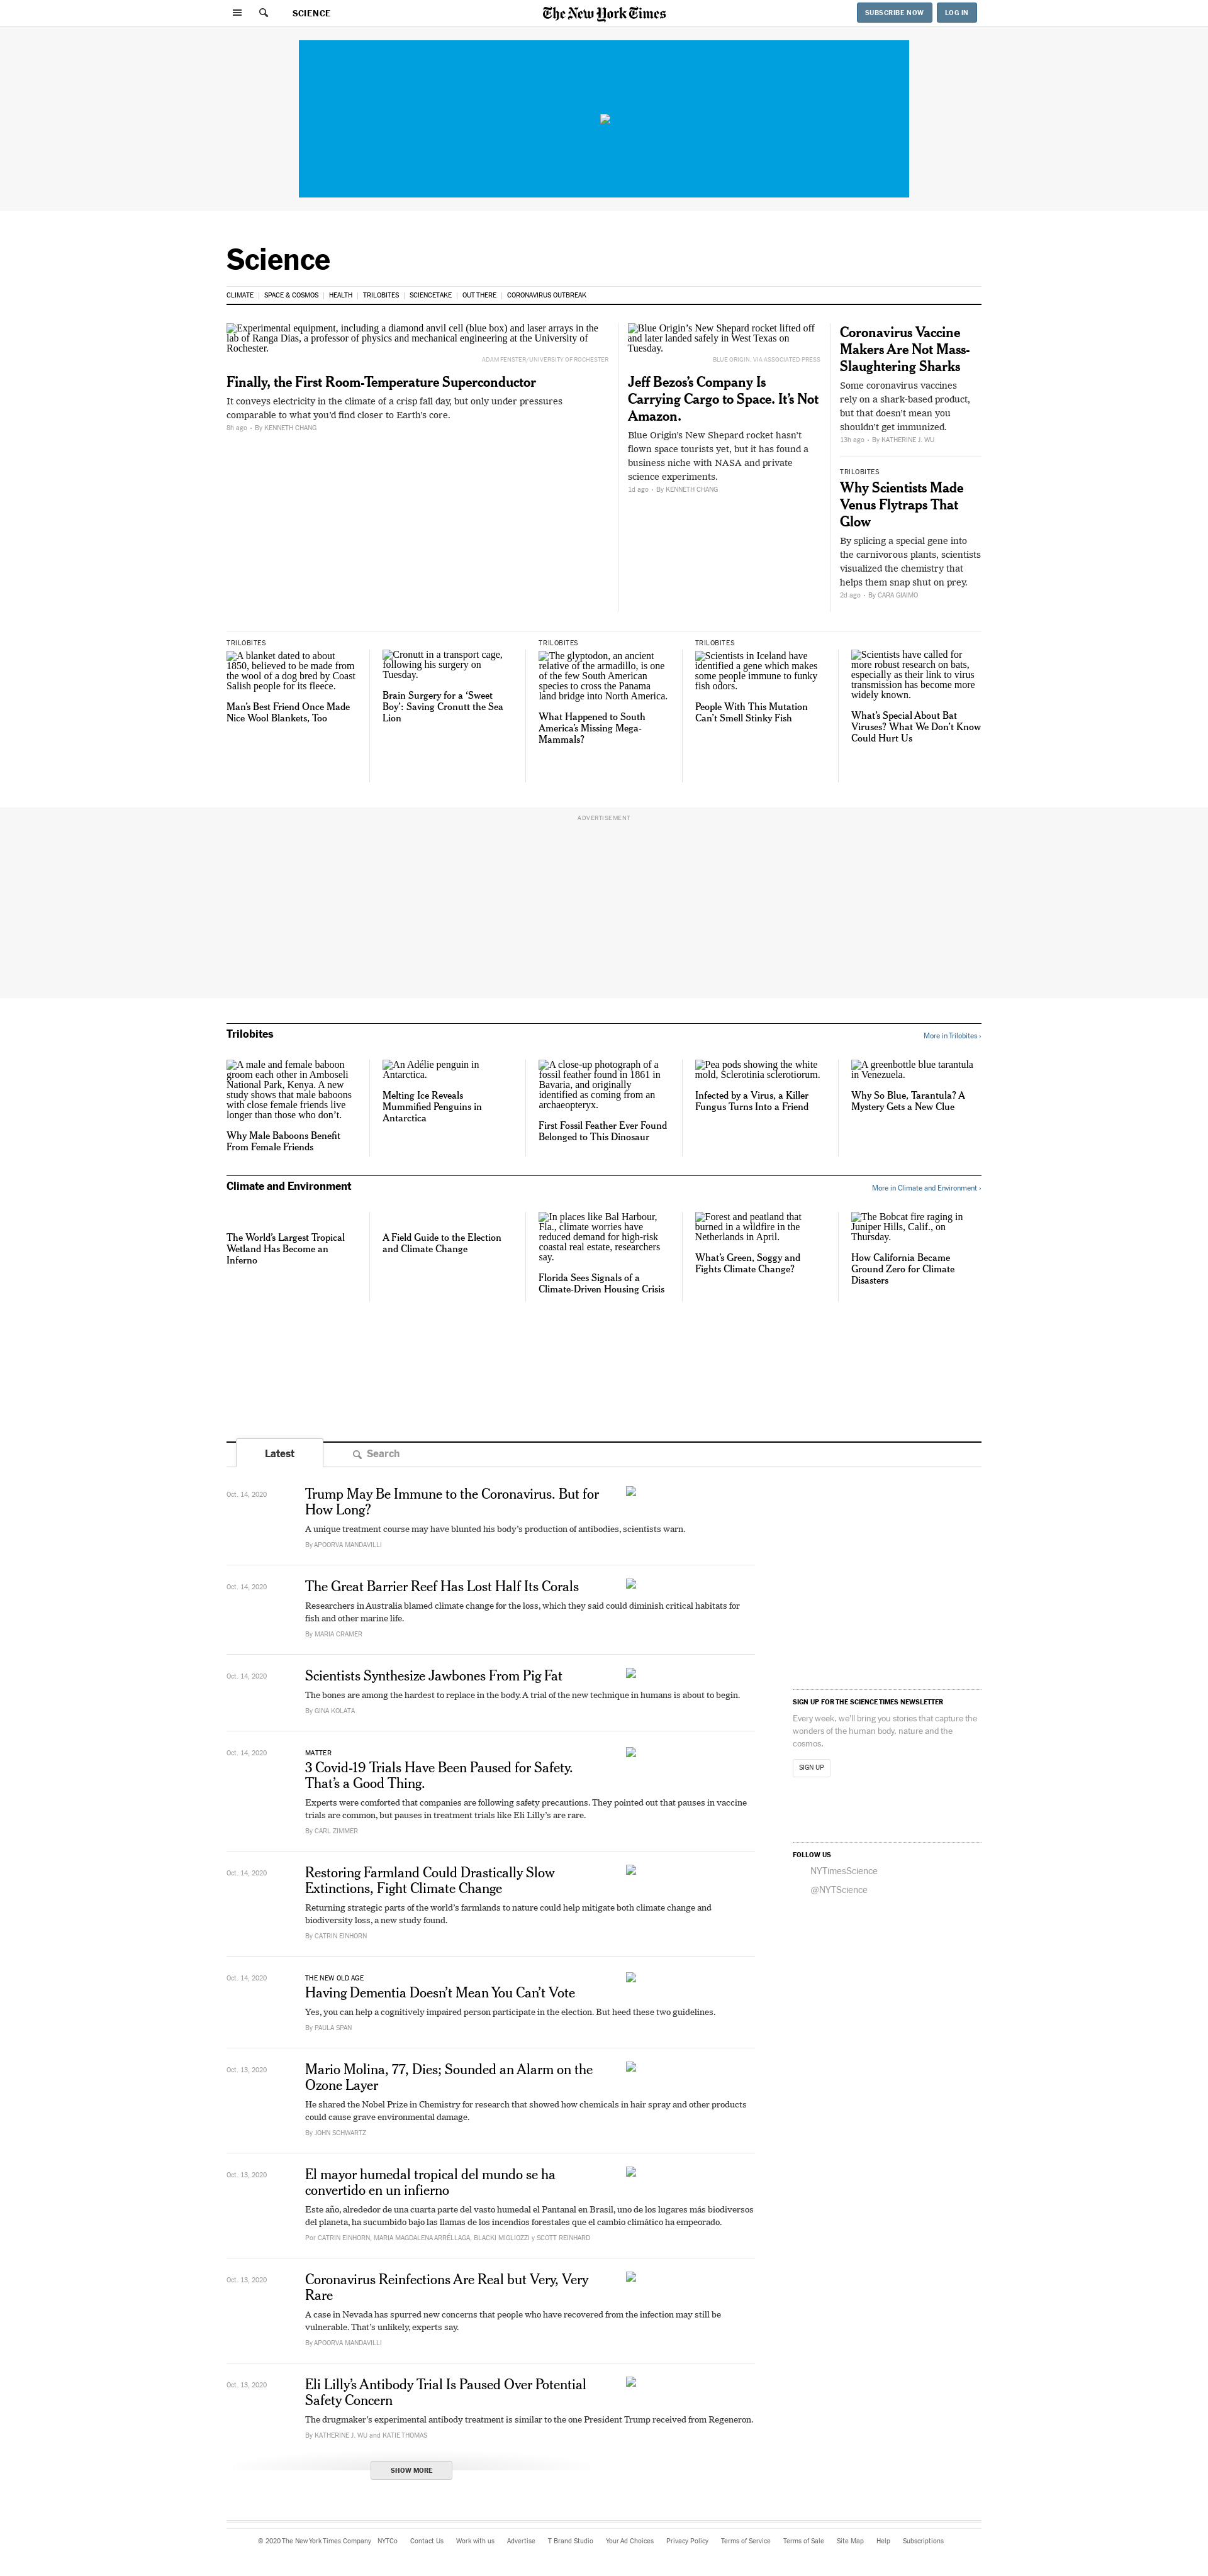 SCIENCE
The New York Times
SUBSCRIBE NOW
LOG IN
Science
CLIMATE
SPACE & COSMOS
HEALTH
TRILOBITES
SCIENCETAKE
OUT THERE
CORONAVIRUS OUTBREAK
Experimental equipment, including a diamond anvil cell (blue box) and laser arrays in the
lab of Ranga Dias, a professor of physics and mechanical engineering at the University of
Rochester.
ADAM FENSTER/UNIVERSITY OF ROCHESTER
Finally, the First Room-Temperature Superconductor
It conveys electricity in the climate of a crisp fall day, but only under pressures
comparable to what you’d find closer to Earth’s core.
8h ago • By KENNETH CHANG
Blue Origin’s New Shepard rocket lifted off
and later landed safely in West Texas on
Tuesday.
BLUE ORIGIN, VIA ASSOCIATED PRESS
Jeff Bezos’s Company Is
Carrying Cargo to Space. It’s Not
Amazon.
Blue Origin’s New Shepard rocket hasn’t
flown space tourists yet, but it has found a
business niche with NASA and private
science experiments.
1d ago • By KENNETH CHANG
Coronavirus Vaccine
Makers Are Not Mass-
Slaughtering Sharks
Some coronavirus vaccines
rely on a shark-based product,
but that doesn’t mean you
shouldn’t get immunized.
13h ago • By KATHERINE J. WU
TRILOBITES
Why Scientists Made
Venus Flytraps That
Glow
By splicing a special gene into
the carnivorous plants, scientists
visualized the chemistry that
helps them snap shut on prey.
2d ago • By CARA GIAIMO
TRILOBITES
A blanket dated to about
1850, believed to be made from
the wool of a dog bred by Coast
Salish people for its fleece.
Man’s Best Friend Once Made
Nice Wool Blankets, Too
Cronutt in a transport cage,
following his surgery on
Tuesday.
Brain Surgery for a ‘Sweet
Boy’: Saving Cronutt the Sea
Lion
TRILOBITES
The glyptodon, an ancient
relative of the armadillo, is one
of the few South American
species to cross the Panama
land bridge into North America.
What Happened to South
America’s Missing Mega-
Mammals?
TRILOBITES
Scientists in Iceland have
identified a gene which makes
some people immune to funky
fish odors.
People With This Mutation
Can’t Smell Stinky Fish
Scientists have called for
more robust research on bats,
especially as their link to virus
transmission has become more
widely known.
What’s Special About Bat
Viruses? What We Don’t Know
Could Hurt Us
ADVERTISEMENT
Trilobites
More in Trilobites ›
A male and female baboon
groom each other in Amboseli
National Park, Kenya. A new
study shows that male baboons
with close female friends live
longer than those who don’t.
Why Male Baboons Benefit
From Female Friends
An Adélie penguin in
Antarctica.
Melting Ice Reveals
Mummified Penguins in
Antarctica
A close-up photograph of a
fossil feather found in 1861 in
Bavaria, and originally
identified as coming from an
archaeopteryx.
First Fossil Feather Ever Found
Belonged to This Dinosaur
Pea pods showing the white
mold, Sclerotinia sclerotiorum.
Infected by a Virus, a Killer
Fungus Turns Into a Friend
A greenbottle blue tarantula
in Venezuela.
Why So Blue, Tarantula? A
Mystery Gets a New Clue
Climate and Environment
More in Climate and Environment ›
The World’s Largest Tropical
Wetland Has Become an
Inferno
A Field Guide to the Election
and Climate Change
In places like Bal Harbour,
Fla., climate worries have
reduced demand for high-risk
coastal real estate, researchers
say.
Florida Sees Signals of a
Climate-Driven Housing Crisis
Forest and peatland that
burned in a wildfire in the
Netherlands in April.
What’s Green, Soggy and
Fights Climate Change?
The Bobcat fire raging in
Juniper Hills, Calif., on
Thursday.
How California Became
Ground Zero for Climate
Disasters
Latest
Search
Oct. 14, 2020
Trump May Be Immune to the Coronavirus. But for
How Long?
A unique treatment course may have blunted his body’s production of antibodies, scientists warn.
By APOORVA MANDAVILLI
Oct. 14, 2020
The Great Barrier Reef Has Lost Half Its Corals
Researchers in Australia blamed climate change for the loss, which they said could diminish critical habitats for
fish and other marine life.
By MARIA CRAMER
Oct. 14, 2020
Scientists Synthesize Jawbones From Pig Fat
The bones are among the hardest to replace in the body. A trial of the new technique in humans is about to begin.
By GINA KOLATA
Oct. 14, 2020
MATTER
3 Covid-19 Trials Have Been Paused for Safety.
That’s a Good Thing.
Experts were comforted that companies are following safety precautions. They pointed out that pauses in vaccine
trials are common, but pauses in treatment trials like Eli Lilly’s are rare.
By CARL ZIMMER
Oct. 14, 2020
Restoring Farmland Could Drastically Slow
Extinctions, Fight Climate Change
Returning strategic parts of the world’s farmlands to nature could help mitigate both climate change and
biodiversity loss, a new study found.
By CATRIN EINHORN
Oct. 14, 2020
THE NEW OLD AGE
Having Dementia Doesn’t Mean You Can’t Vote
Yes, you can help a cognitively impaired person participate in the election. But heed these two guidelines.
By PAULA SPAN
Oct. 13, 2020
Mario Molina, 77, Dies; Sounded an Alarm on the
Ozone Layer
He shared the Nobel Prize in Chemistry for research that showed how chemicals in hair spray and other products
could cause grave environmental damage.
By JOHN SCHWARTZ
Oct. 13, 2020
El mayor humedal tropical del mundo se ha
convertido en un infierno
Este año, alrededor de una cuarta parte del vasto humedal el Pantanal en Brasil, uno de los lugares más biodiversos
del planeta, ha sucumbido bajo las llamas de los incendios forestales que el cambio climático ha empeorado.
Por CATRIN EINHORN, MARIA MAGDALENA ARRÉLLAGA, BLACKI MIGLIOZZI y SCOTT REINHARD
Oct. 13, 2020
Coronavirus Reinfections Are Real but Very, Very
Rare
A case in Nevada has spurred new concerns that people who have recovered from the infection may still be
vulnerable. That’s unlikely, experts say.
By APOORVA MANDAVILLI
Oct. 13, 2020
Eli Lilly’s Antibody Trial Is Paused Over Potential
Safety Concern
The drugmaker’s experimental antibody treatment is similar to the one President Trump received from Regeneron.
By KATHERINE J. WU and KATIE THOMAS
SHOW MORE
SIGN UP FOR THE SCIENCE TIMES NEWSLETTER
Every week, we’ll bring you stories that capture the
wonders of the human body, nature and the
cosmos.
SIGN UP
FOLLOW US
NYTimesScience
@NYTScience
© 2020 The New York Times Company
NYTCo
Contact Us
Work with us
Advertise
T Brand Studio
Your Ad Choices
Privacy Policy
Terms of Service
Terms of Sale
Site Map
Help
Subscriptions